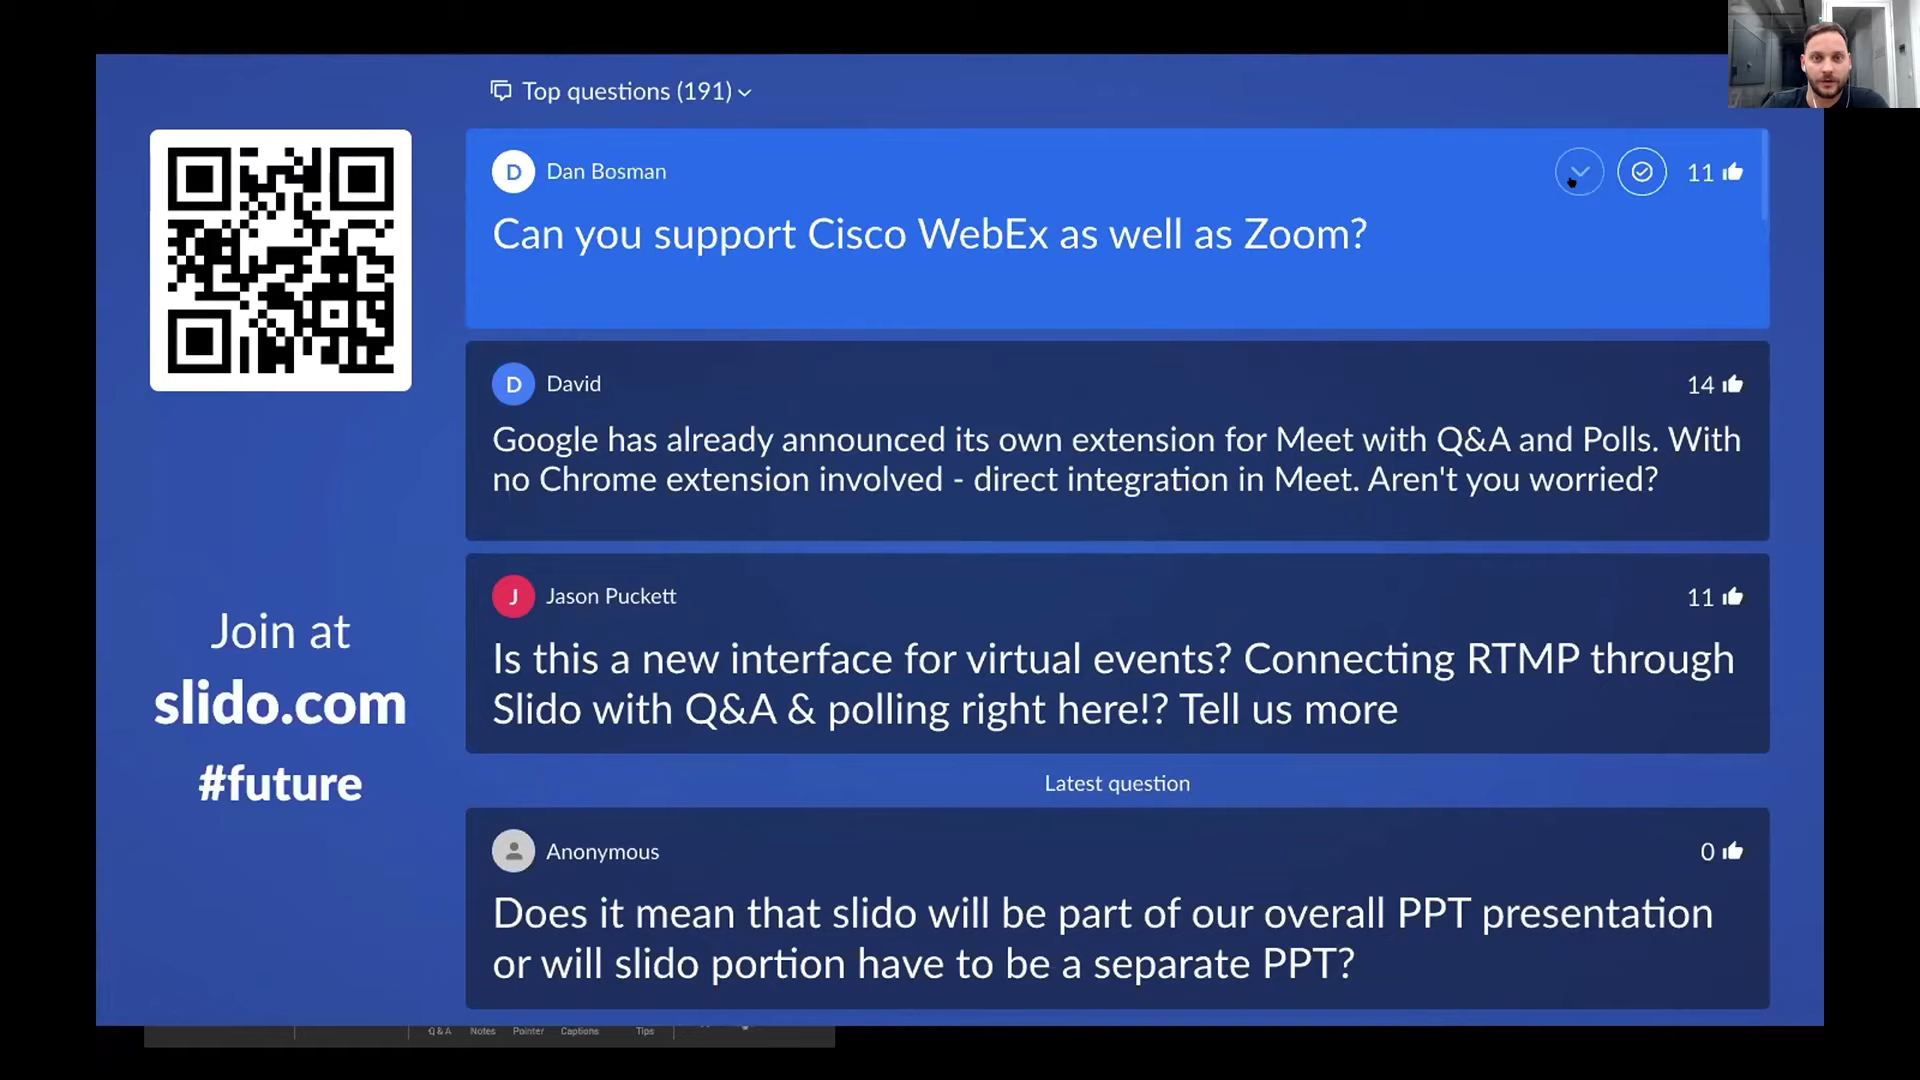 Top questions (191)
D Dan Bosman
11
Can you support Cisco WebEx as well as Zoom?
D David
14
Google has already announced its own extension for Meet with Q&A and Polls. With
no Chrome extension involved - direct integration in Meet. Aren't you worried?
J Jason Puckett
11
Is this a new interface for virtual events? Connecting RTMP through
Slido with Q&A & polling right here!? Tell us more
Join at
slido.com
#future
Latest question
Anonymous
0
Does it mean that slido will be part of our overall PPT presentation
or will slido portion have to be a separate PPT?
Q & A Notes Pointer Captions Tips